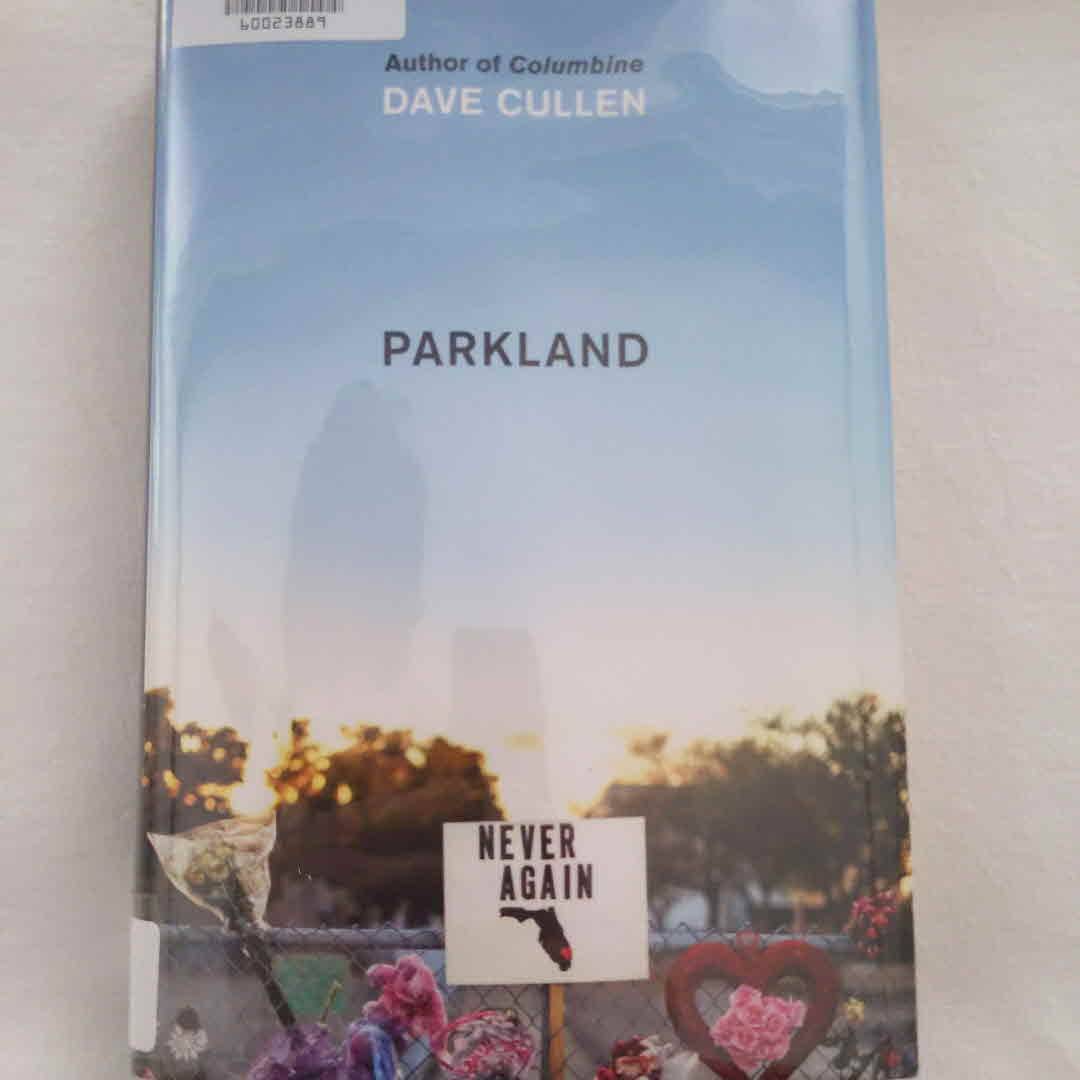 60023889
Author of Columbine
DAVE CULLEN
PARKLAND
NEVER
AGAIN